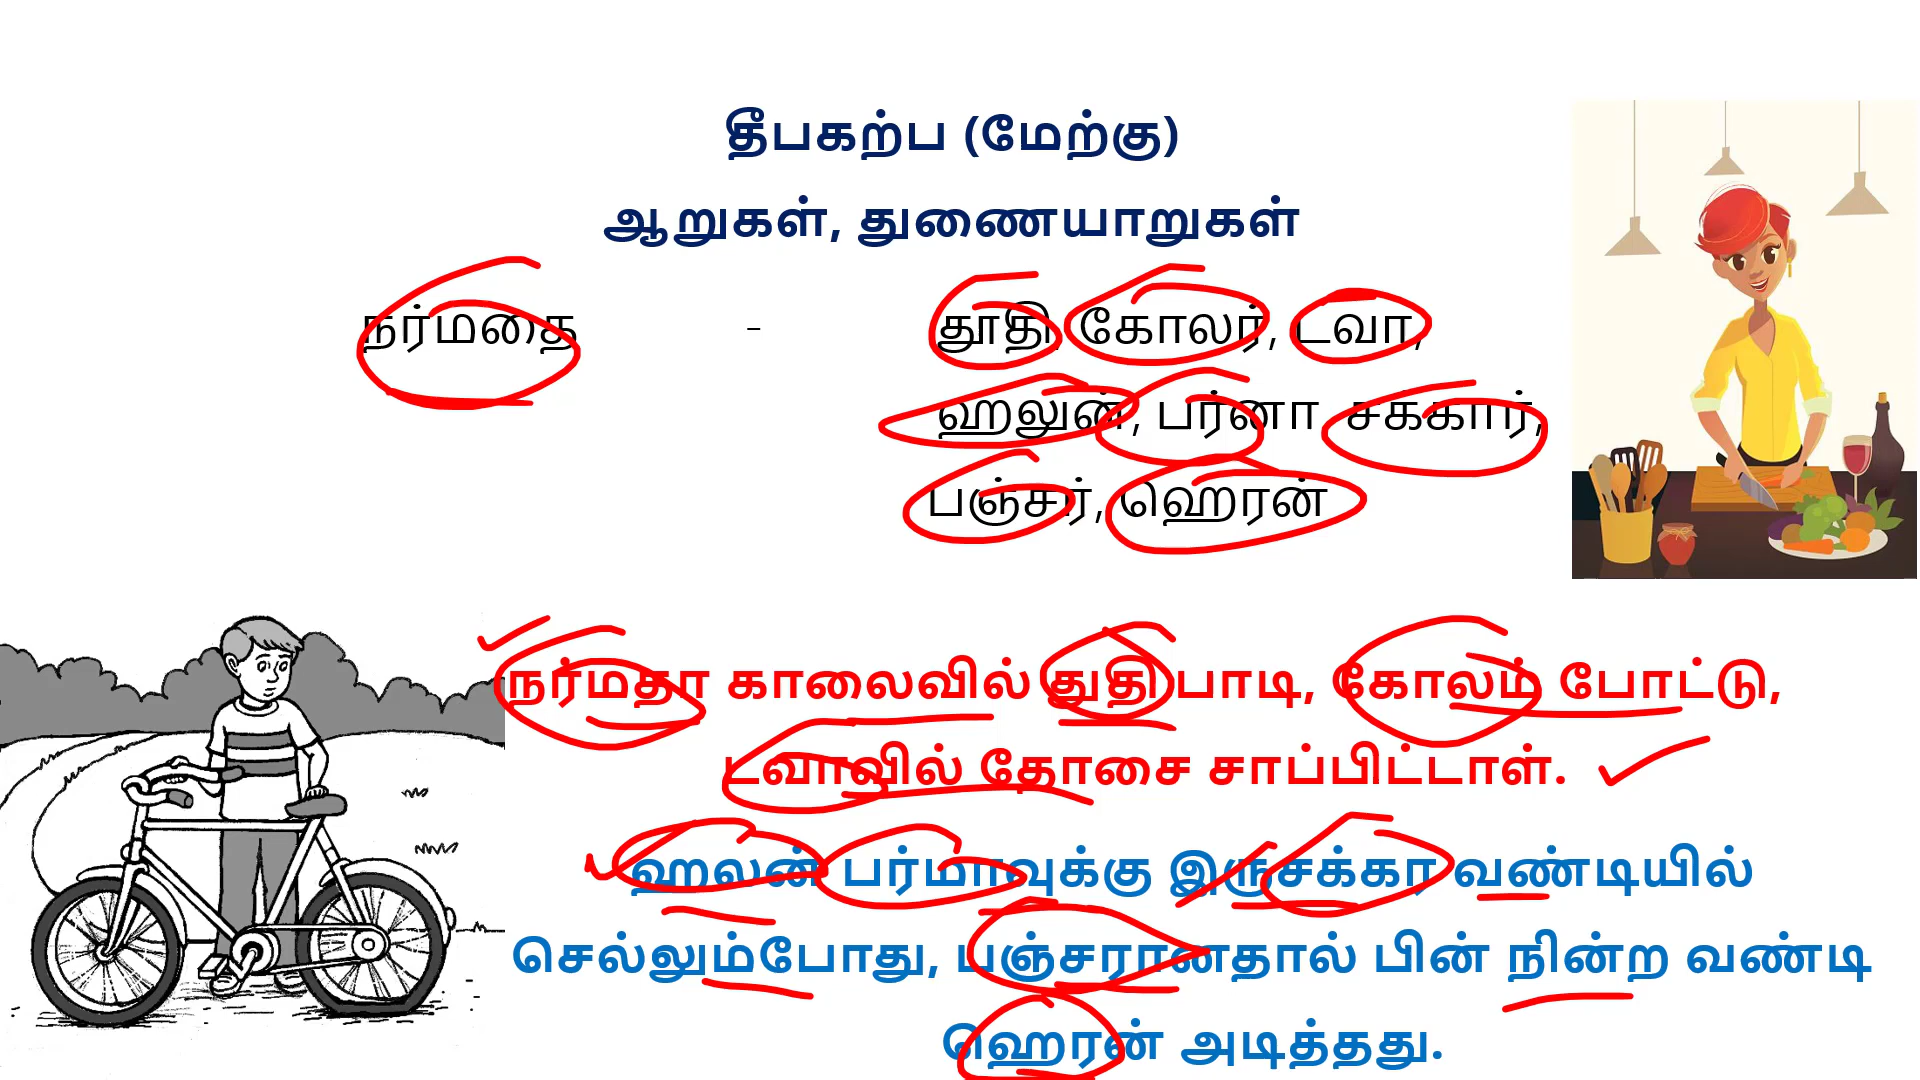 தீபகற்ப (மேற்கு)
ஆறுகள், துணையாறுகள்
நர்மதை - தூதி, கோலர், டவா,
ஹலுன், பர்னா சக்கார்,
பஞ்சர், ஹெரன்
நர்மதா காலைவில் துதி பாடி, கோலம் போட்டு,
டவாவில் தோசை சாப்பிட்டாள்.
ஹலன் பர்மாவுக்கு இருசக்கர வண்டியில்
செல்லும்போது, பஞ்சரானதால் பின் நின்ற வண்டி
ஹெரன் அடித்தது.